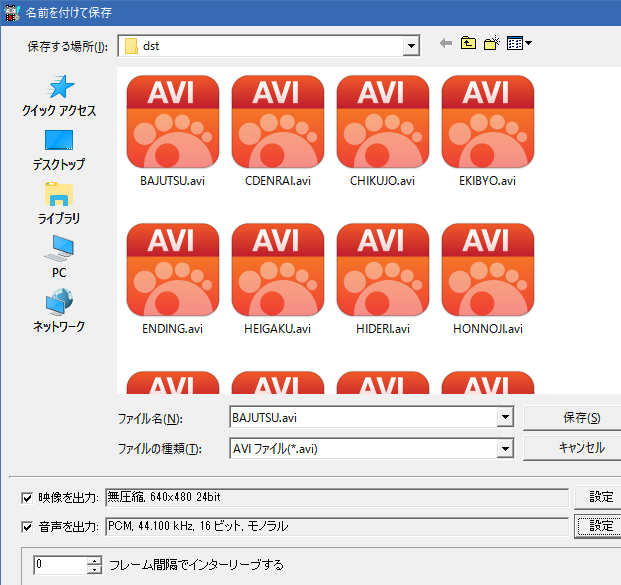 名前を付けて保存
保存する場所(I):
dst
クイック アクセス
デスクトップ
ライブラリ
PC
ネットワーク
AVI AVI AVI AVI
BAJUTSU.avi CDENRAI.avi CHIKUJO.avi EKIBYO.avi
AVI AVI AVI AVI
ENDING.avi HEIGAKU.avi HIDERI.avi HONNOJI.avi
AVI AVI AVI AVI
ファイル名(N): BAJUTSU.avi 保存(S)
ファイルの種類(T): AVI ファイル(*.avi) キャンセル
映像を出力: 無圧縮, 640x480 24bit 設定
音声を出力: PCM, 44.100 kHz, 16 ビット, モノラル 設定
0 フレーム間隔でインターリーブする